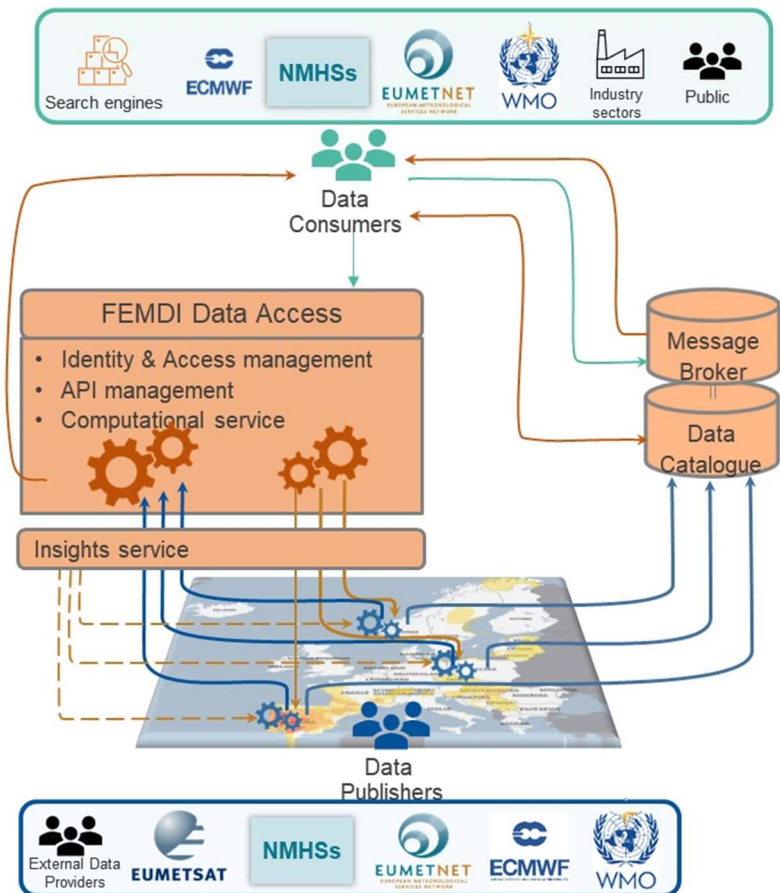 Search engines
ECMWF
NMHSs
EUMETNET
EUROPEAN METEOROLOGICAL
SERVICES NETWORK
WMO
Industry
sectors
Public
Data
Consumers
FEMDI Data Access
• Identity & Access management
• API management
• Computational service
Message
Broker
Data
Catalogue
Insights service
Data
Publishers
External Data
Providers
EUMETSAT
NMHSs
EUMETNET
EUROPEAN METEOROLOGICAL
SERVICES NETWORK
ECMWF
WMO